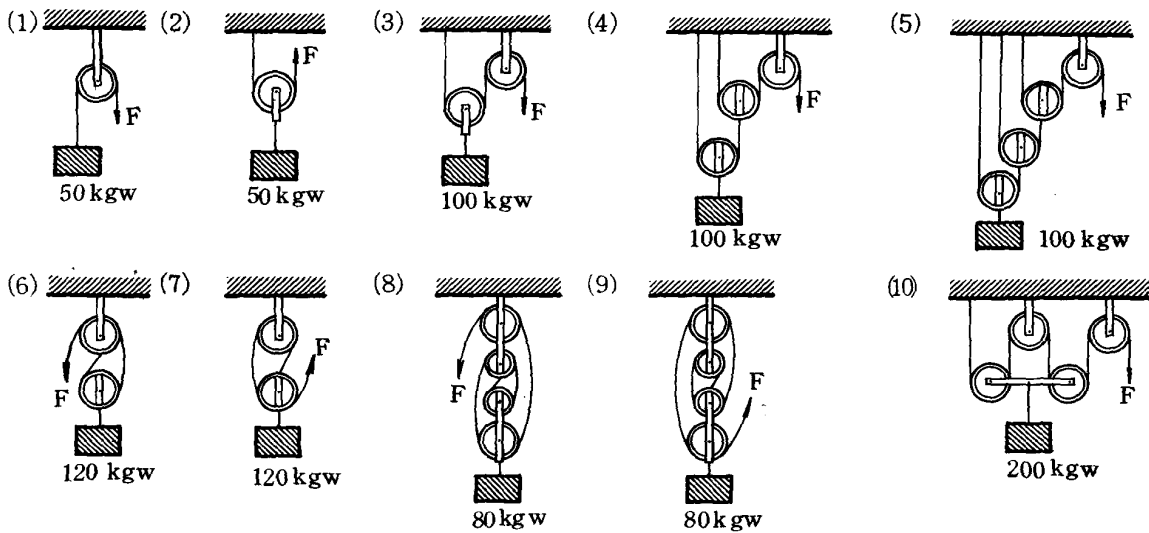 (1)
F
50 kgw
(2)
F
50 kgw
(3)
F
100 kgw
(4)
F
100 kgw
(5)
F
100 kgw
(6)
F
120 kgw
(7)
F
120 kgw
(8)
F
80 kgw
(9)
F
80 kgw
(10)
F
200 kgw